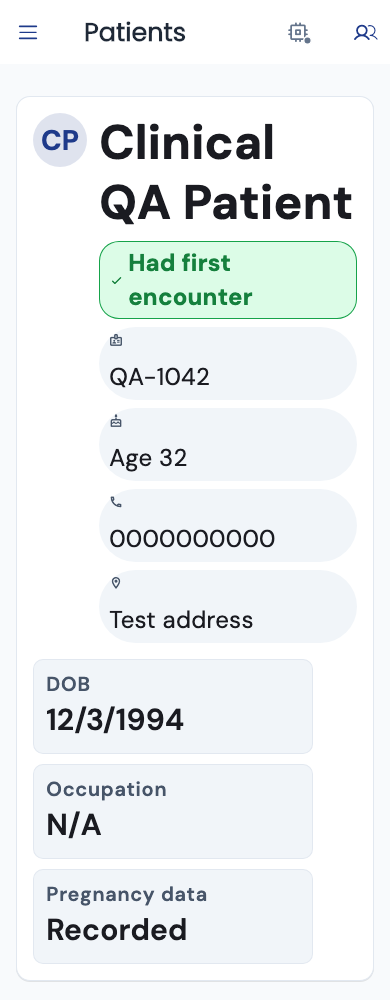 Patients
CP
Clinical
QA Patient
Had first
encounter
QA-1042
Age 32
0000000000
Test address
DOB
12/3/1994
Occupation
N/A
Pregnancy data
Recorded